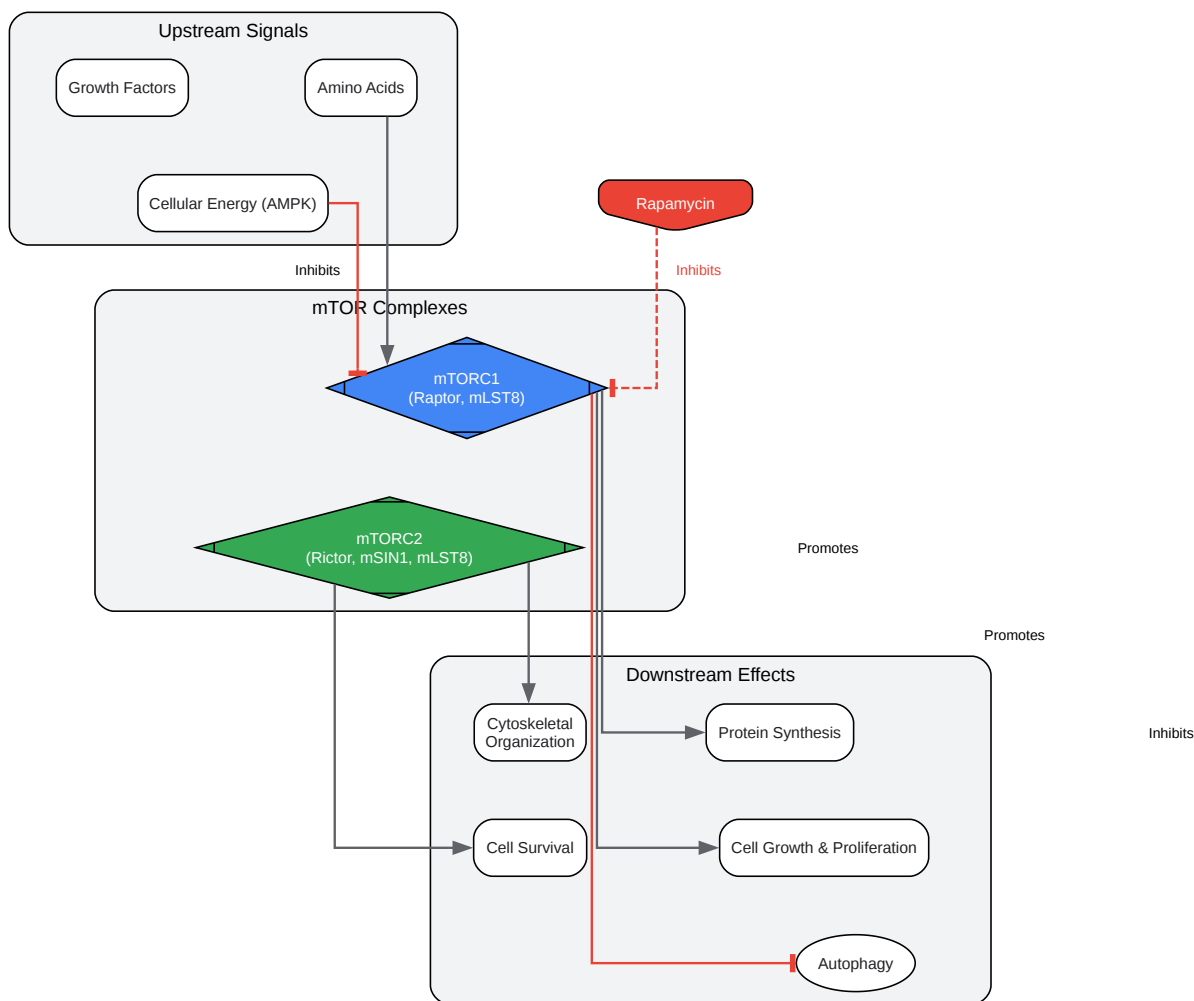 Upstream Signals
Growth Factors
Amino Acids
Cellular Energy (AMPK)
Rapamycin
Inhibits
Inhibits
mTOR Complexes
mTORC1
(Raptor, mLST8)
mTORC2
(Rictor, mSIN1, mLST8)
Promotes
Promotes
Downstream Effects
Cytoskeletal
Organization
Protein Synthesis
Inhibits
Cell Survival
Cell Growth & Proliferation
Autophagy